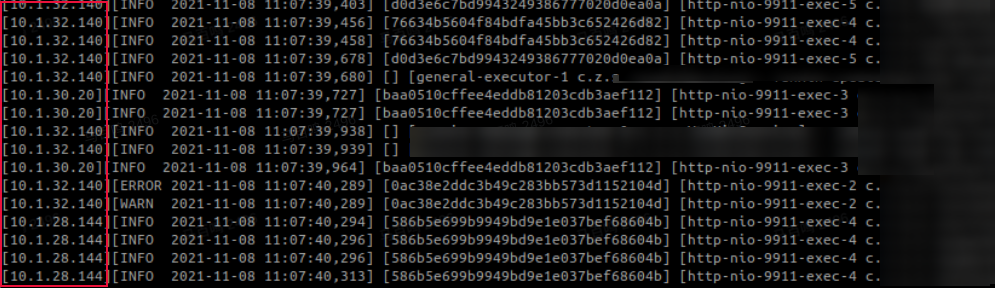 [10.1.32.140][INFO  2021-11-08 11:07:39,403] [d0d3e6c7bd9943249386777020d0ea0a] [http-nio-9911-exec-5 c.
[10.1.32.140][INFO  2021-11-08 11:07:39,456] [76634b5604f84bdfa45bb3c652426d82] [http-nio-9911-exec-4 c.
[10.1.32.140][INFO  2021-11-08 11:07:39,458] [76634b5604f84bdfa45bb3c652426d82] [http-nio-9911-exec-4 c.
[10.1.32.140][INFO  2021-11-08 11:07:39,678] [d0d3e6c7bd9943249386777020d0ea0a] [http-nio-9911-exec-5 c.
[10.1.32.140][INFO  2021-11-08 11:07:39,680] [] [general-executor-1 c.z.
[10.1.30.20][INFO  2021-11-08 11:07:39,727] [baa0510cffee4eddb81203cdb3aef112] [http-nio-9911-exec-3
[10.1.30.20][INFO  2021-11-08 11:07:39,727] [baa0510cffee4eddb81203cdb3aef112] [http-nio-9911-exec-3
[10.1.32.140][INFO  2021-11-08 11:07:39,938] []
[10.1.32.140][INFO  2021-11-08 11:07:39,939] []
[10.1.30.20][INFO  2021-11-08 11:07:39,964] [baa0510cffee4eddb81203cdb3aef112] [http-nio-9911-exec-3
[10.1.32.140][ERROR 2021-11-08 11:07:40,289] [0ac38e2ddc3b49c283bb573d1152104d] [http-nio-9911-exec-2 c.
[10.1.32.140][WARN  2021-11-08 11:07:40,289] [0ac38e2ddc3b49c283bb573d1152104d] [http-nio-9911-exec-2 c.
[10.1.28.144][INFO  2021-11-08 11:07:40,294] [586b5e699b9949bd9e1e037bef68604b] [http-nio-9911-exec-4 c.
[10.1.28.144][INFO  2021-11-08 11:07:40,296] [586b5e699b9949bd9e1e037bef68604b] [http-nio-9911-exec-4 c.
[10.1.28.144][INFO  2021-11-08 11:07:40,296] [586b5e699b9949bd9e1e037bef68604b] [http-nio-9911-exec-4 c.
[10.1.28.144][INFO  2021-11-08 11:07:40,313] [586b5e699b9949bd9e1e037bef68604b] [http-nio-9911-exec-4 c.